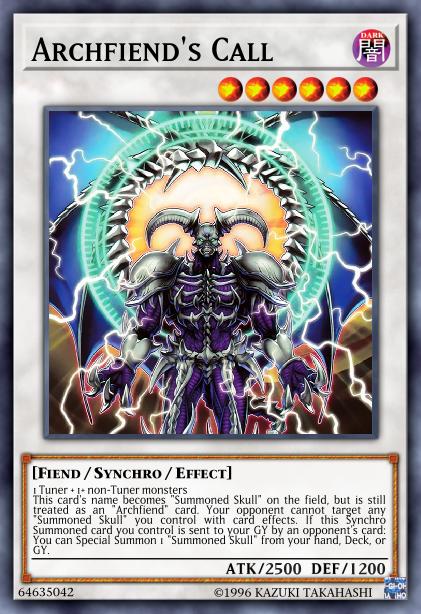 ARCHFIEND'S CALL
DARK
闇
[FIEND / SYNCHRO / EFFECT]
1 Tuner + 1+ non-Tuner monsters
This card's name becomes "Summoned Skull" on the field, but is still
treated as an "Archfiend" card. Your opponent cannot target any
"Summoned Skull" you control with card effects. If this Synchro
Summoned card you control is sent to your GY by an opponent's card:
You can Special Summon 1 "Summoned Skull" from your hand, Deck, or
GY.
ATK/2500 DEF/1200
64635042
©1996 KAZUKI TAKAHASHI